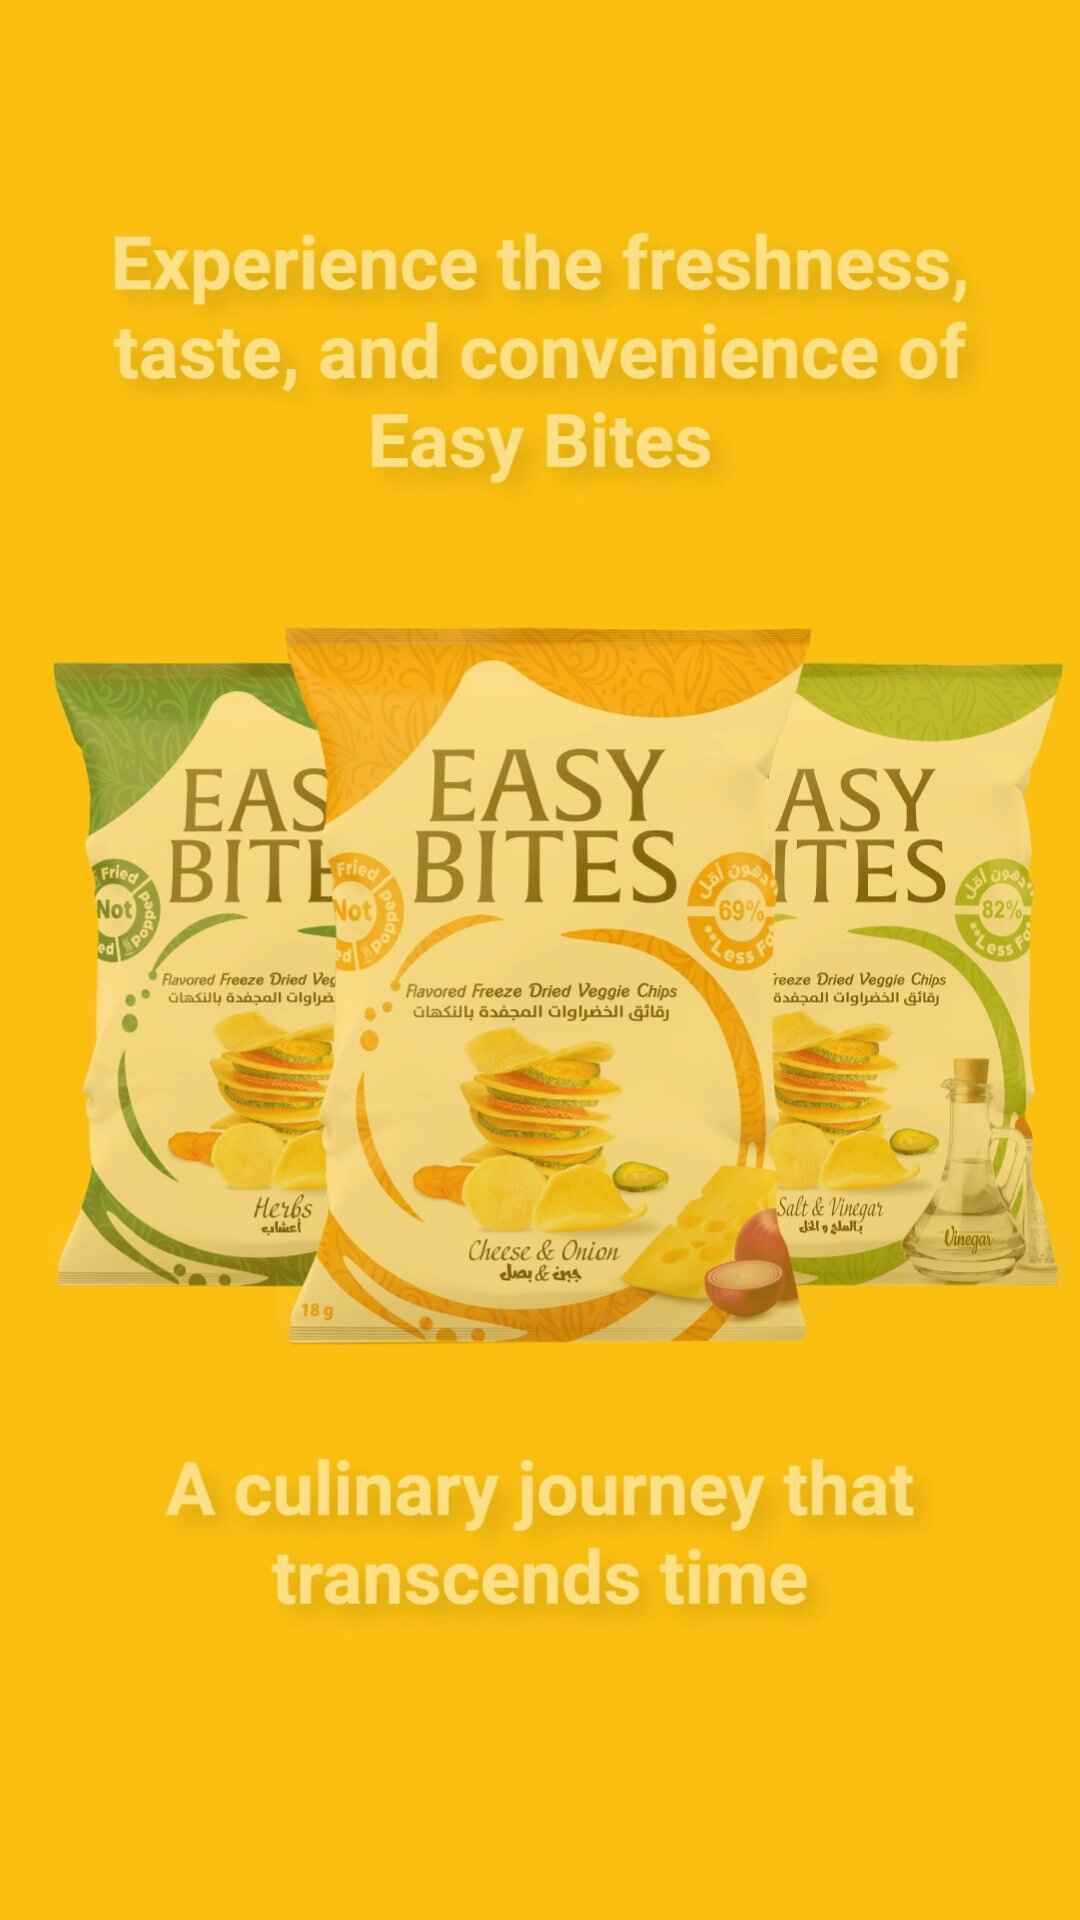 Experience the freshness,
taste, and convenience of
Easy Bites
EAS
BITE
Fried
Not
Popped
ed
Flavored Freeze Dried Veg
ضراوات المجفدة بالنكهات
Herbs
أعشاب
EASY
BITES
Fried
Not
Popped
ed
دهون أقل
69%
**Less Fa
Flavored Freeze Dried Veggie Chips
رقائق الخضراوات المجفدة بالنكهات
Cheese & Onion
جبن & بصل
18 g
ASY
ITES
دهون أقل
82%
**Less Fa
reeze Dried Veggie Chips
رقائق الخضراوات المجفدة
Salt & Vinegar
بالملح و الخل
Vinegar
A culinary journey that
transcends time